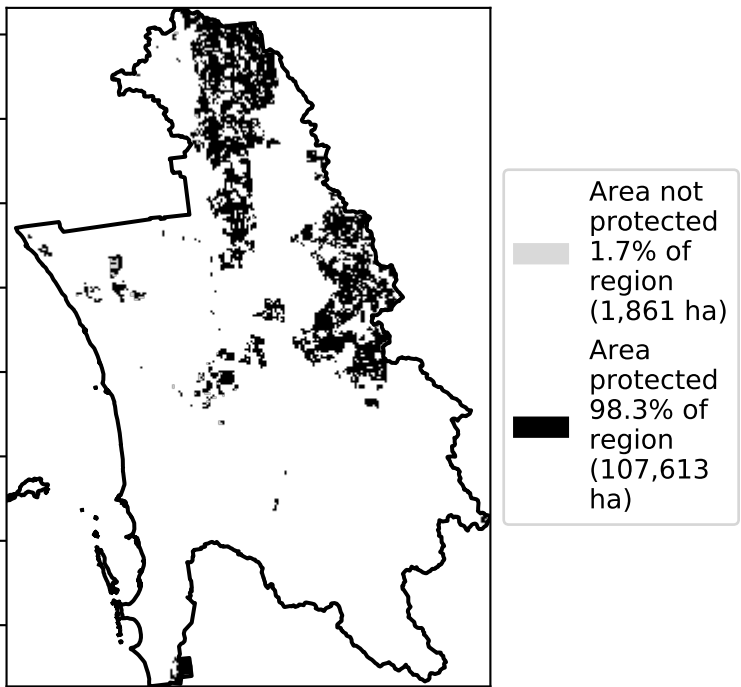 Area not
protected
1.7% of
region
(1,861 ha)
Area
protected
98.3% of
region
(107,613
ha)